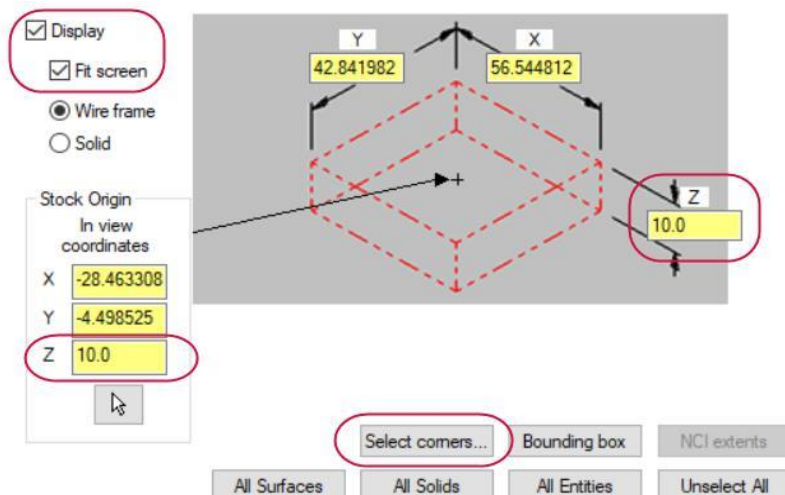 Display
Fit screen
Wire frame
Solid
Y
X
42.841982
56.544812
Z
10.0
Stock Origin
In view
coordinates
X -28.463308
Y -4.498525
Z 10.0
Select corners... Bounding box NCI extents
All Surfaces All Solids All Entities Unselect All